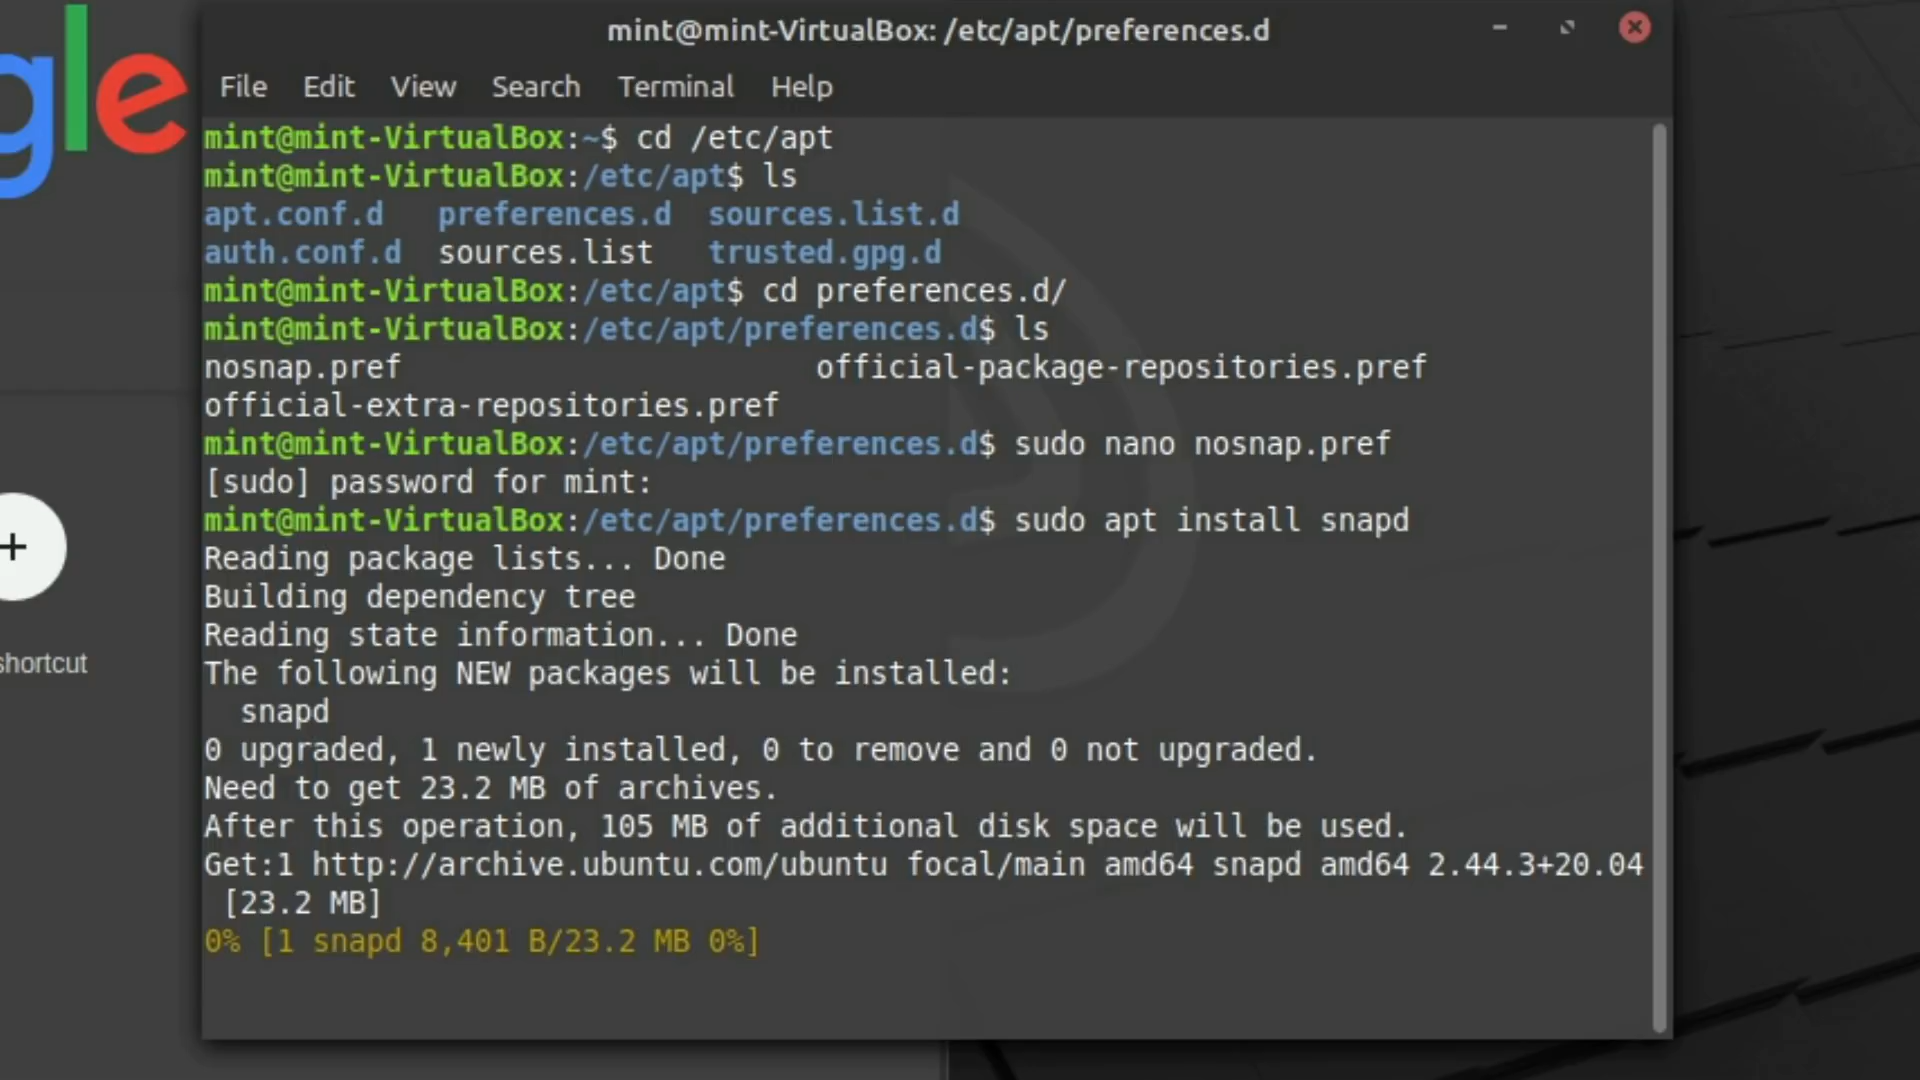 mint@mint-VirtualBox: /etc/apt/preferences.d
File Edit View Search Terminal Help
mint@mint-VirtualBox:~$ cd /etc/apt
mint@mint-VirtualBox:/etc/apt$ ls
apt.conf.d preferences.d sources.list.d
auth.conf.d sources.list trusted.gpg.d
mint@mint-VirtualBox:/etc/apt$ cd preferences.d/
mint@mint-VirtualBox:/etc/apt/preferences.d$ ls
nosnap.pref official-package-repositories.pref
official-extra-repositories.pref
mint@mint-VirtualBox:/etc/apt/preferences.d$ sudo nano nosnap.pref
[sudo] password for mint:
mint@mint-VirtualBox:/etc/apt/preferences.d$ sudo apt install snapd
Reading package lists... Done
Building dependency tree
Reading state information... Done
The following NEW packages will be installed:
snapd
0 upgraded, 1 newly installed, 0 to remove and 0 not upgraded.
Need to get 23.2 MB of archives.
After this operation, 105 MB of additional disk space will be used.
Get:1 http://archive.ubuntu.com/ubuntu focal/main amd64 snapd amd64 2.44.3+20.04
[23.2 MB]
0% [1 snapd 8,401 B/23.2 MB 0%]
gle
+
shortcut